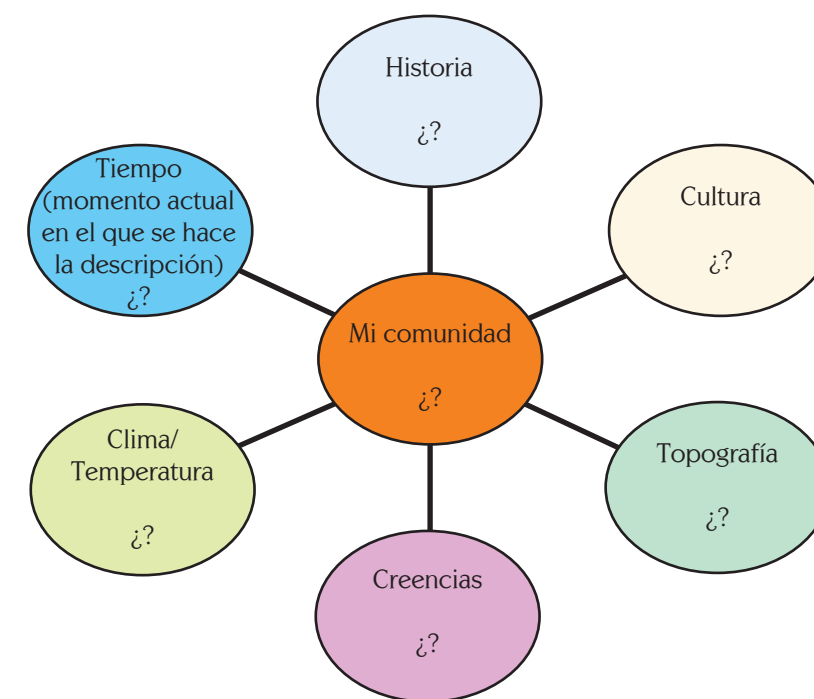 Historia
¿?
Tiempo
(momento actual
en el que se hace
la descripción)
¿?
Cultura
¿?
Mi comunidad
¿?
Clima/
Temperatura
¿?
Topografía
¿?
Creencias
¿?